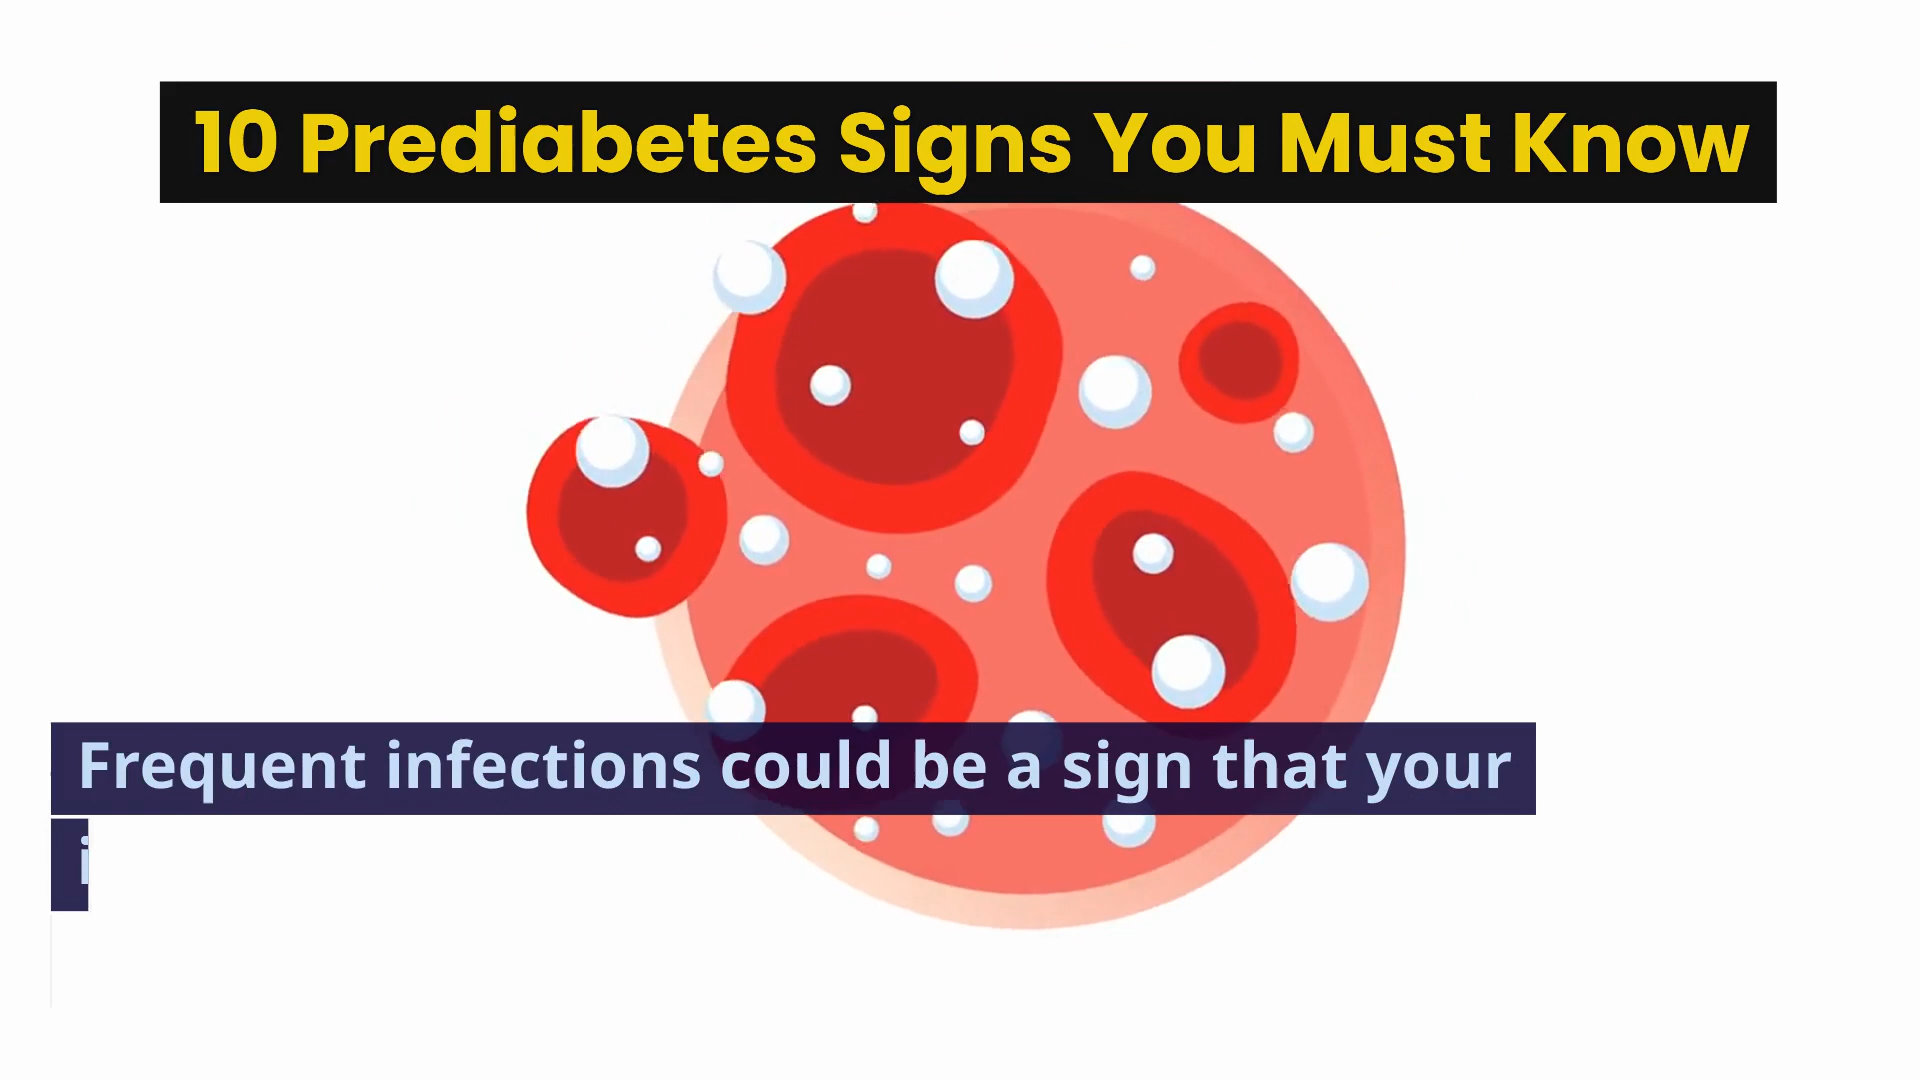 10 Prediabetes Signs You Must Know
Frequent infections could be a sign that your
i